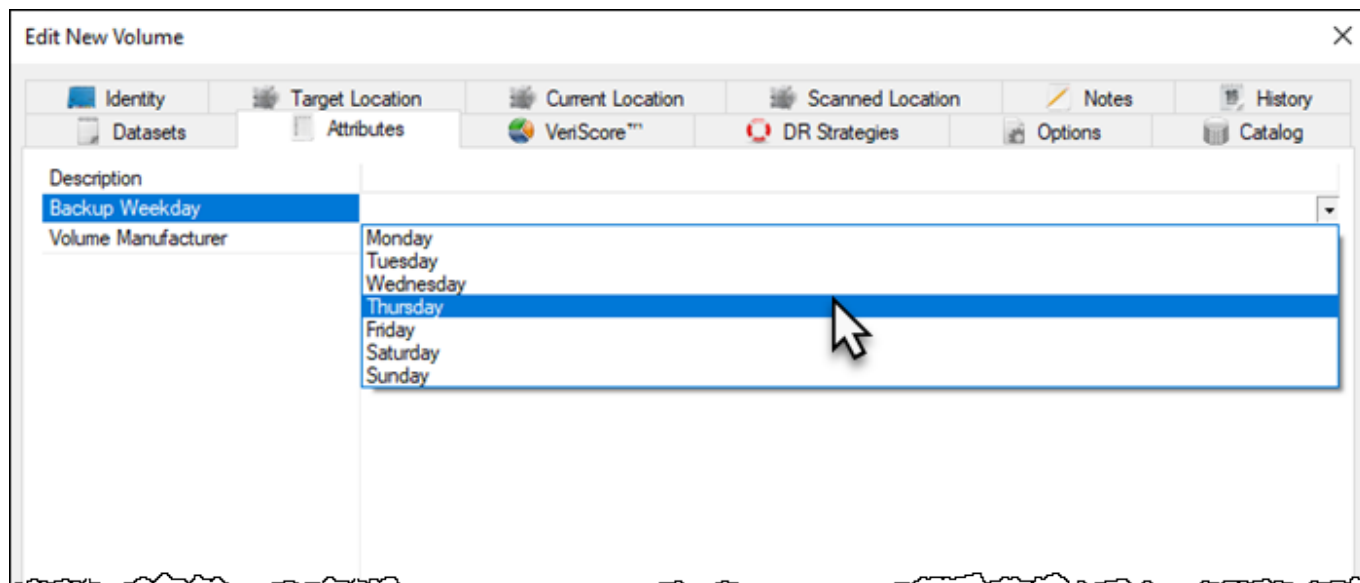 Edit New Volume
Identity Target Location Current Location Scanned Location Notes History
Datasets Attributes VeriScore™ DR Strategies Options Catalog
Description
Backup Weekday
Volume Manufacturer
Monday
Tuesday
Wednesday
Thursday
Friday
Saturday
Sunday